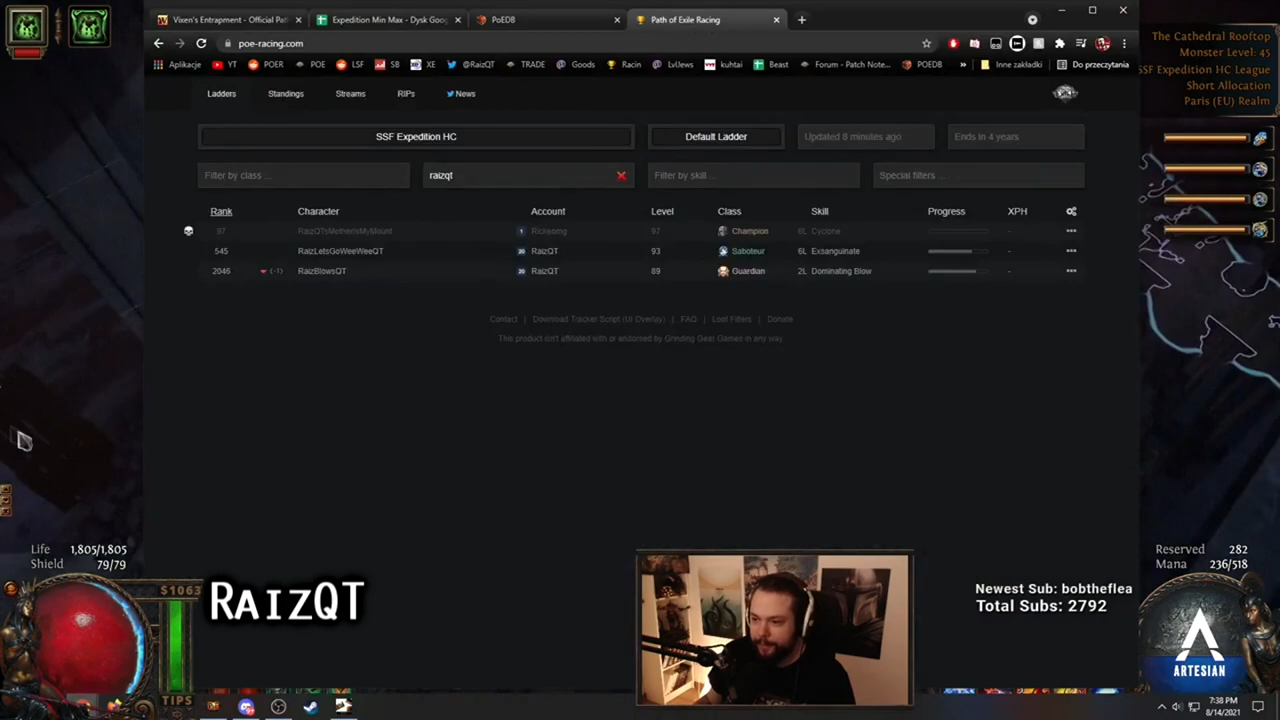 Vixen's Entrapment - Official Pat
Expedition Min Max - Dysk Goog
PoEDB
Path of Exile Racing
poe-racing.com
Aplikacje YT POER POE LSF SB XE @RaizQT TRADE Goods Racin LvlJews kuhtai Beast Forum - Patch Note... POEDB » Inne zakładki Do przeczytania
The Cathedral Rooftop
Monster Level: 45
SSF Expedition HC League
Short Allocation
Paris (EU) Realm
Ladders Standings Streams RIPs News
SSF Expedition HC Default Ladder Updated 8 minutes ago Ends in 4 years
Filter by class ... raizqt Filter by skill ... Special filters ...
Rank Character Account Level Class Skill Progress XPH
97 RaizQTsMotherIsMyMount 1 Ricksomg 97 Champion 6L Cyclone -
545 RaizLetsGoWeeWeeQT 20 RaizQT 93 Saboteur 6L Exsanguinate -
2046 (-1) RaizBlowsQT 20 RaizQT 89 Guardian 2L Dominating Blow -
Contact | Download Tracker Script (UI Overlay) | FAQ | Loot Filters | Donate
This product isn't affiliated with or endorsed by Grinding Gear Games in any way.
Life 1,805/1,805
Shield 79/79
$1063
TIPS
RaizQT
Newest Sub: bobtheflea
Total Subs: 2792
Reserved 282
Mana 236/518
ARTESIAN
7:38 PM
8/14/2021